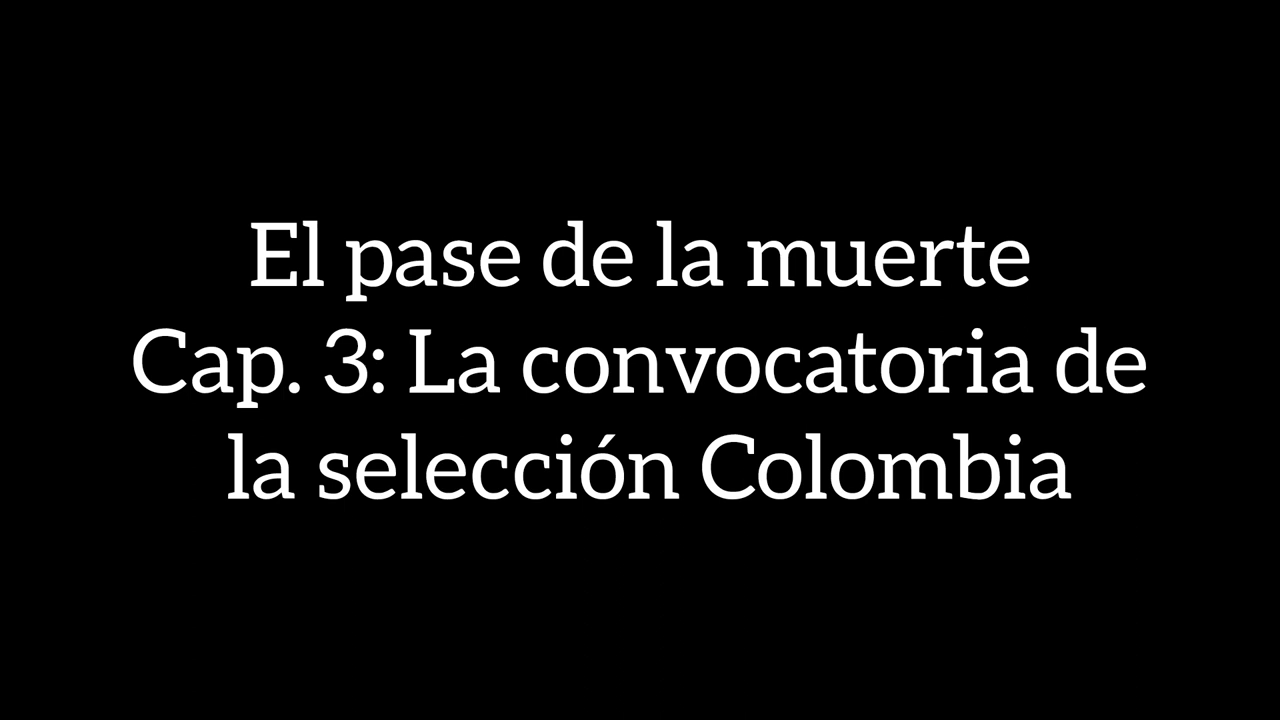 El pase de la muerte
Cap. 3: La convocatoria de
la selección Colombia